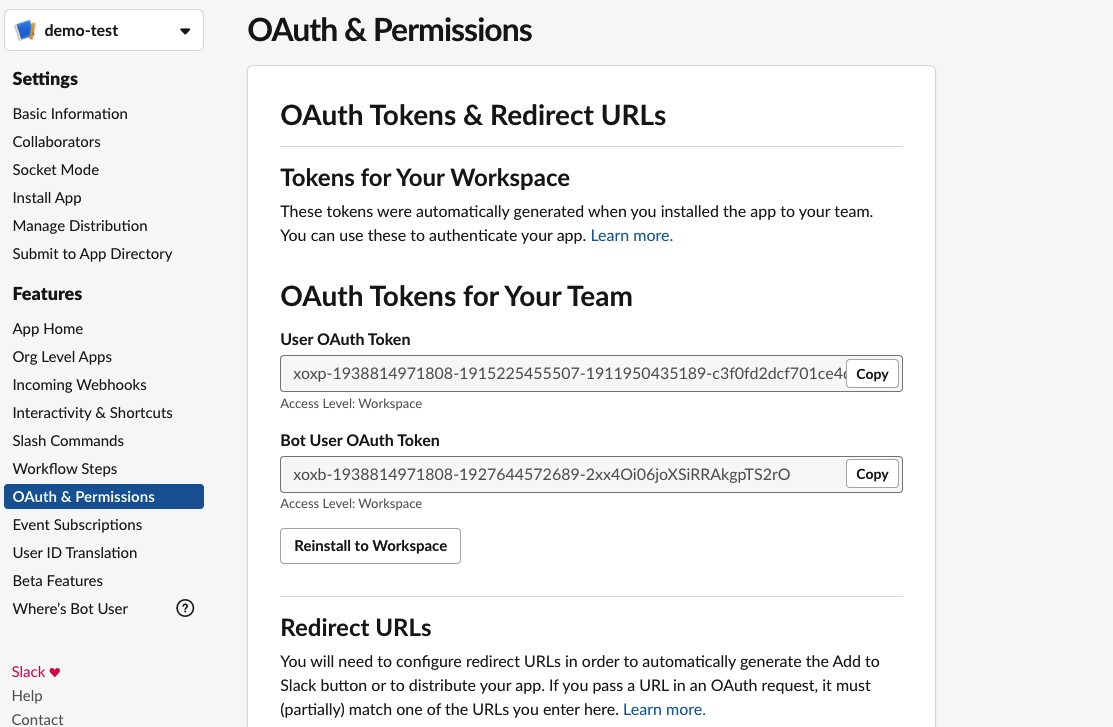 demo-test
Settings
Basic Information
Collaborators
Socket Mode
Install App
Manage Distribution
Submit to App Directory
Features
App Home
Org Level Apps
Incoming Webhooks
Interactivity & Shortcuts
Slash Commands
Workflow Steps
OAuth & Permissions
Event Subscriptions
User ID Translation
Beta Features
Where's Bot User
Slack ♥
Help
Contact
OAuth & Permissions
OAuth Tokens & Redirect URLs
Tokens for Your Workspace
These tokens were automatically generated when you installed the app to your team.
You can use these to authenticate your app. Learn more.
OAuth Tokens for Your Team
User OAuth Token
xoxp-1938814971808-1915225455507-1911950435189-c3f0fd2dcf701ce4
Copy
Access Level: Workspace
Bot User OAuth Token
xoxb-1938814971808-1927644572689-2xx4Oi06joXSiRRAkgpTS2rO
Copy
Access Level: Workspace
Reinstall to Workspace
Redirect URLs
You will need to configure redirect URLs in order to automatically generate the Add to
Slack button or to distribute your app. If you pass a URL in an OAuth request, it must
(partially) match one of the URLs you enter here. Learn more.